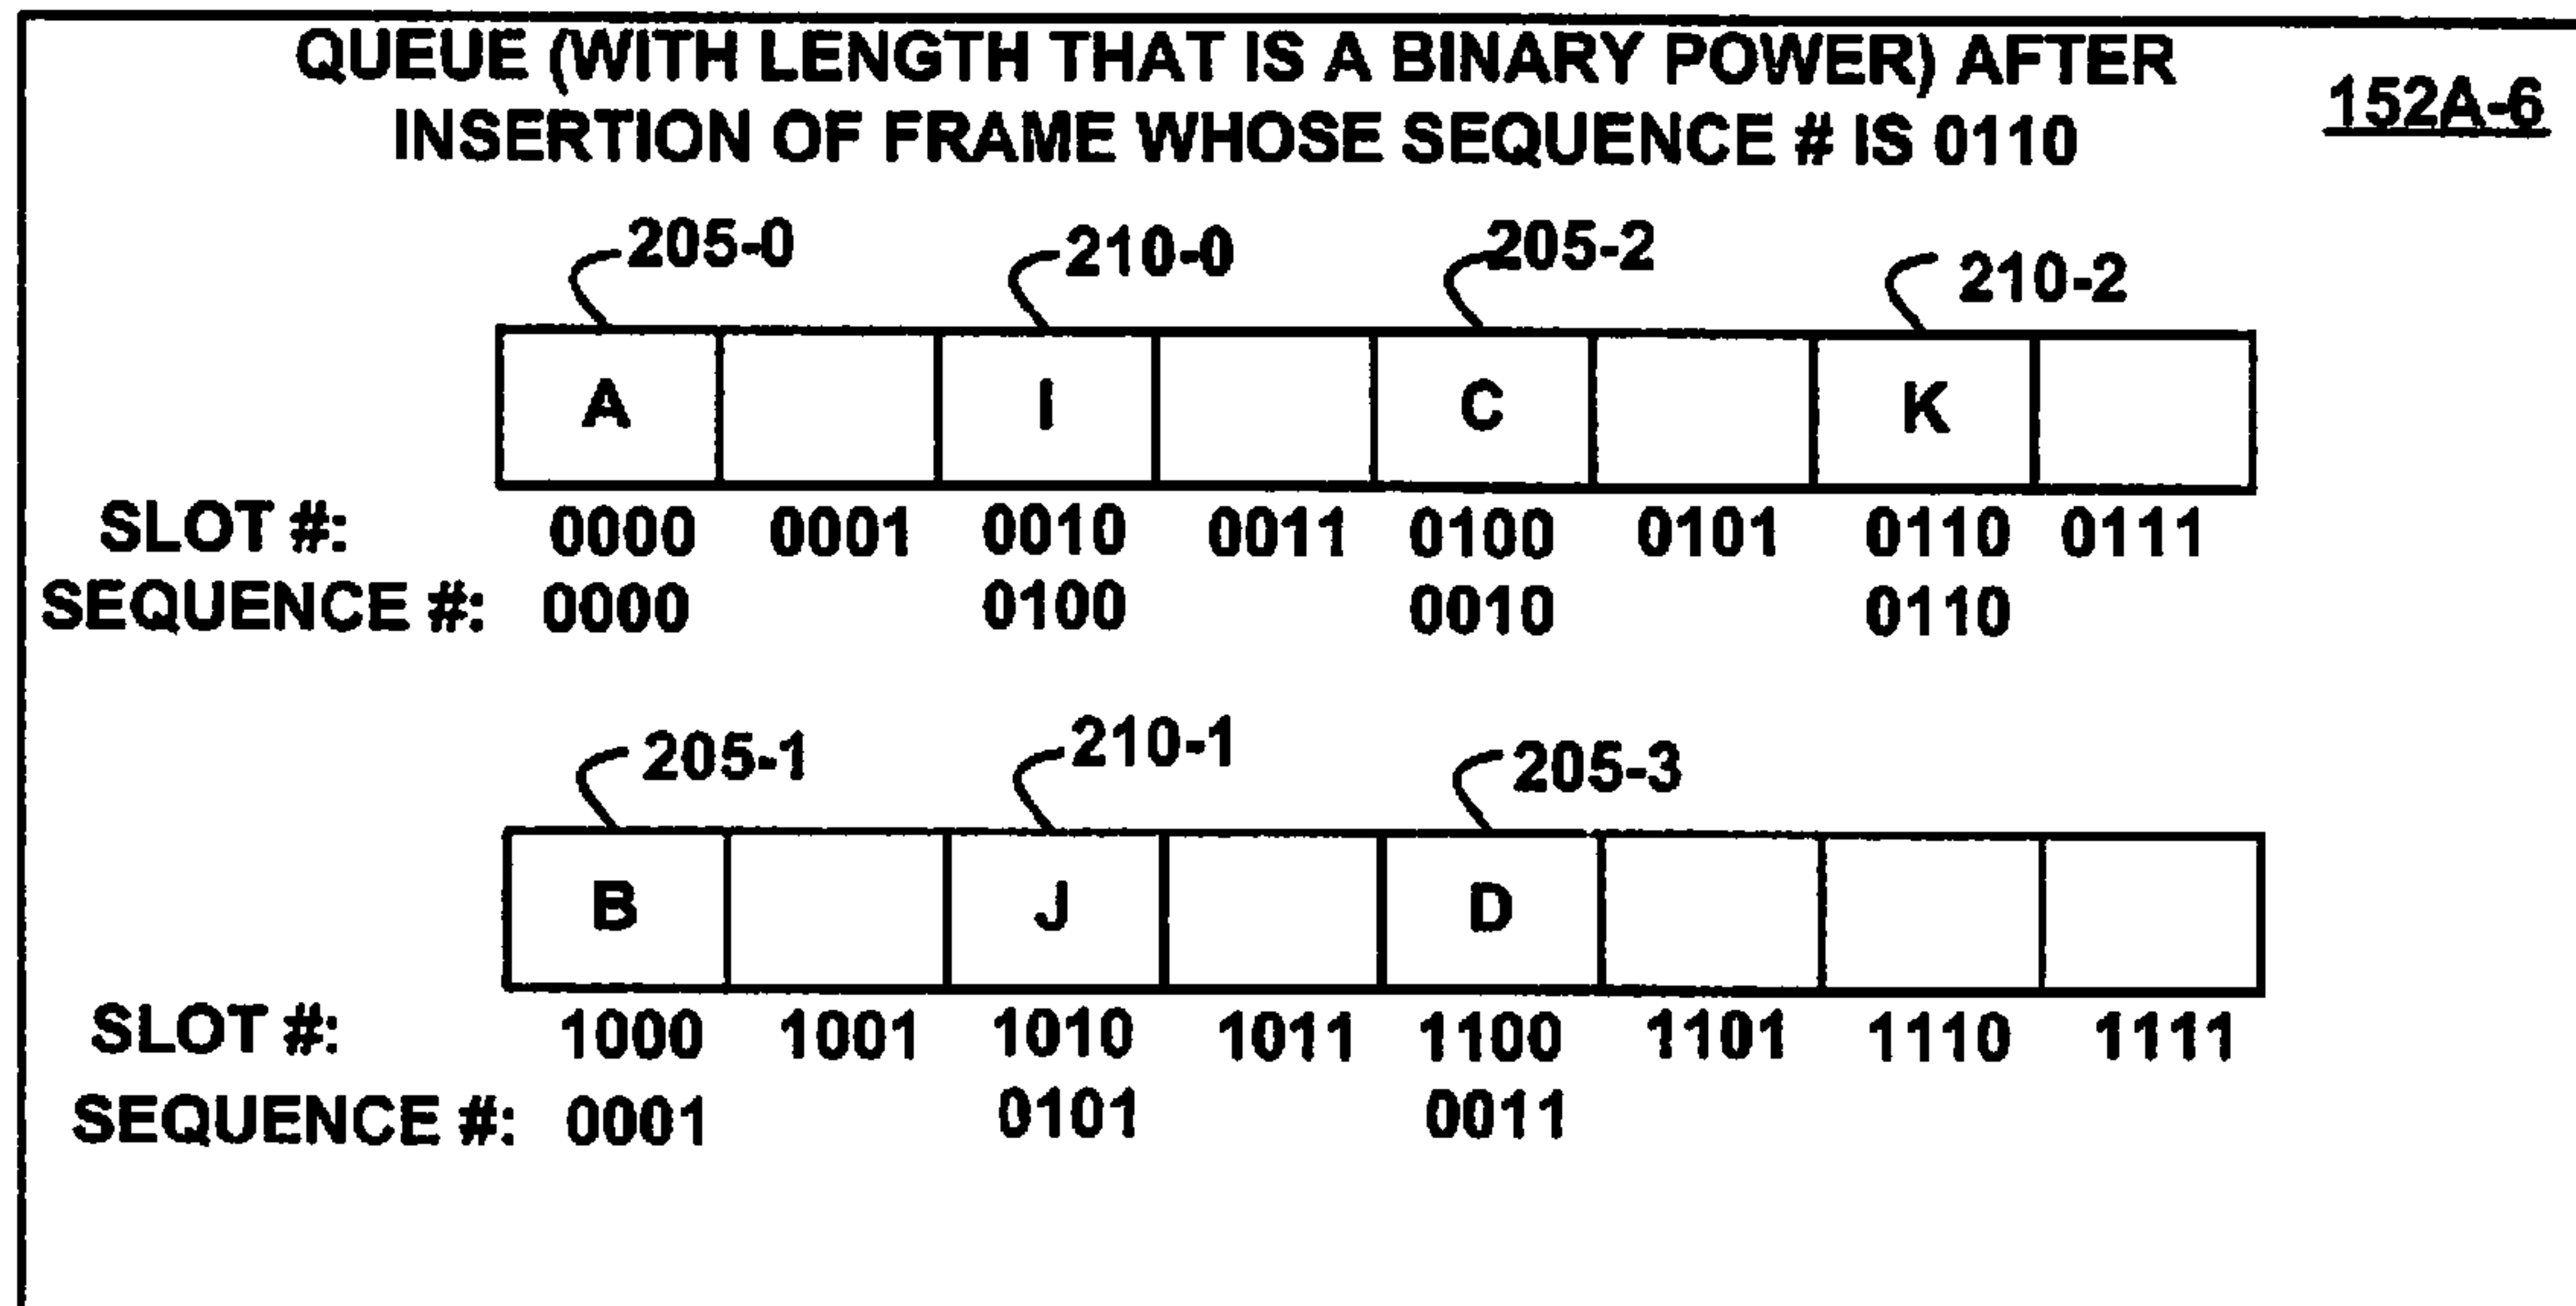 QUEUE (WITH LENGTH THAT IS A BINARY POWER) AFTER
INSERTION OF FRAME WHOSE SEQUENCE # IS 0110
152A-6
205-0 210-0 205-2 210-2
A I C K
SLOT #: 0000 0001 0010 0011 0100 0101 0110 0111
SEQUENCE #: 0000 0100 0010 0110
205-1 210-1 205-3
B J D
SLOT #: 1000 1001 1010 1011 1100 1101 1110 1111
SEQUENCE #: 0001 0101 0011